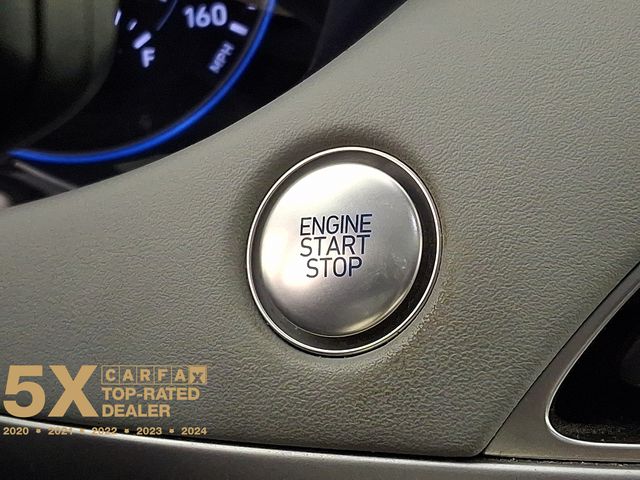 160
MPH
F
ENGINE
START
STOP
5X CARFAX
TOP-RATED
DEALER
2020 • 2021 • 2022 • 2023 • 2024